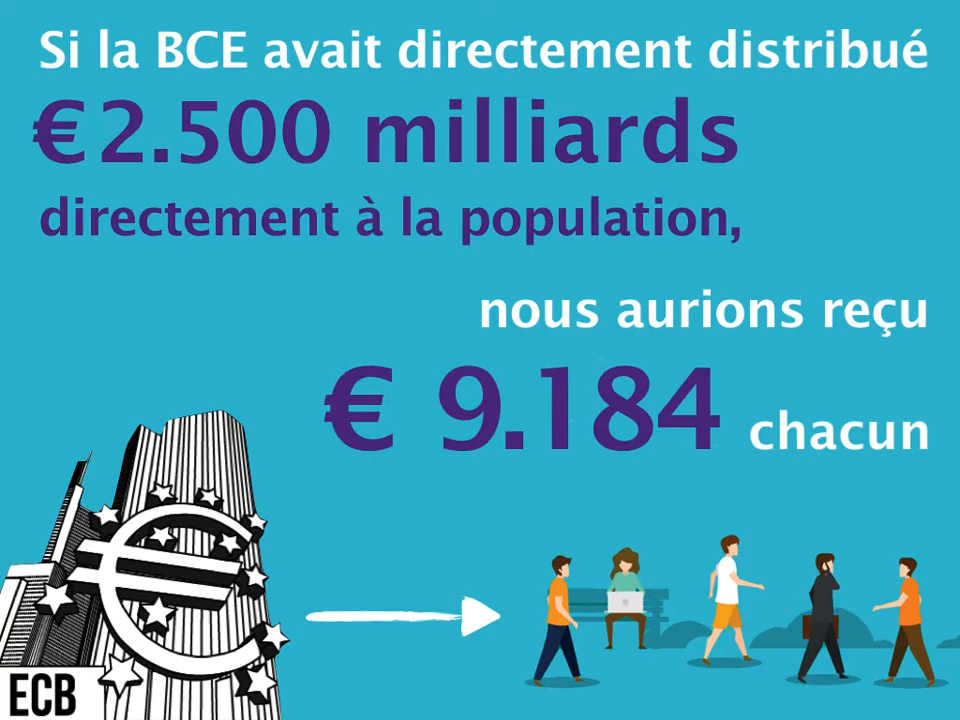 Si la BCE avait directement distribué
€2.500 milliards
directement à la population,
nous aurions reçu
€ 9.184 chacun
ECB